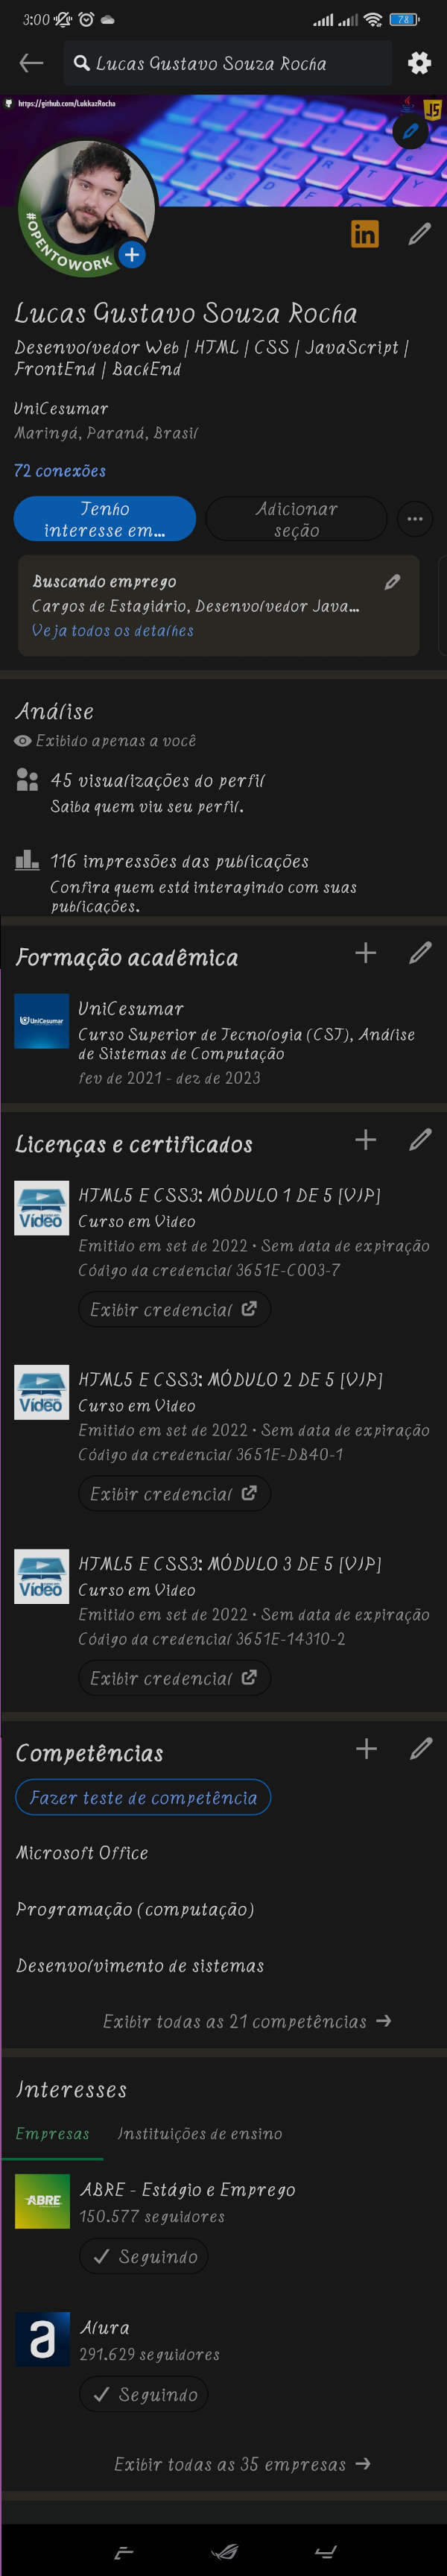 3:00
78
Lucas Gustavo Souza Rocha
https://github.com/LukkazRocha
JS
#OPENTOWORK
in
Lucas Gustavo Souza Rocha
Desenvolvedor Web | HTML | CSS | JavaScript |
FrontEnd | BackEnd
UniCesumar
Maringá, Paraná, Brasil
72 conexões
Tenho
interesse em...
Adicionar
seção
Buscando emprego
Cargos de Estagiário, Desenvolvedor Java...
Veja todos os detalhes
Análise
Exibido apenas a você
45 visualizações do perfil
Saiba quem viu seu perfil.
116 impressões das publicações
Confira quem está interagindo com suas
publicações.
Formação acadêmica
UniCesumar
UniCesumar
Curso Superior de Tecnologia (CST), Análise
de Sistemas de Computação
fev de 2021 - dez de 2023
Licenças e certificados
Vídeo
HTML5 E CSS3: MÓDULO 1 DE 5 [VIP]
Curso em Video
Emitido em set de 2022 • Sem data de expiração
Código da credencial 3651E-C003-7
Exibir credencial
Vídeo
HTML5 E CSS3: MÓDULO 2 DE 5 [VIP]
Curso em Video
Emitido em set de 2022 • Sem data de expiração
Código da credencial 3651E-DB40-1
Exibir credencial
Vídeo
HTML5 E CSS3: MÓDULO 3 DE 5 [VIP]
Curso em Video
Emitido em set de 2022 • Sem data de expiração
Código da credencial 3651E-14310-2
Exibir credencial
Competências
Fazer teste de competência
Microsoft Office
Programação (computação)
Desenvolvimento de sistemas
Exibir todas as 21 competências →
Interesses
Empresas Instituições de ensino
ABRE
ABRE - Estágio e Emprego
150.577 seguidores
✓ Seguindo
a
Alura
291.629 seguidores
✓ Seguindo
Exibir todas as 35 empresas →